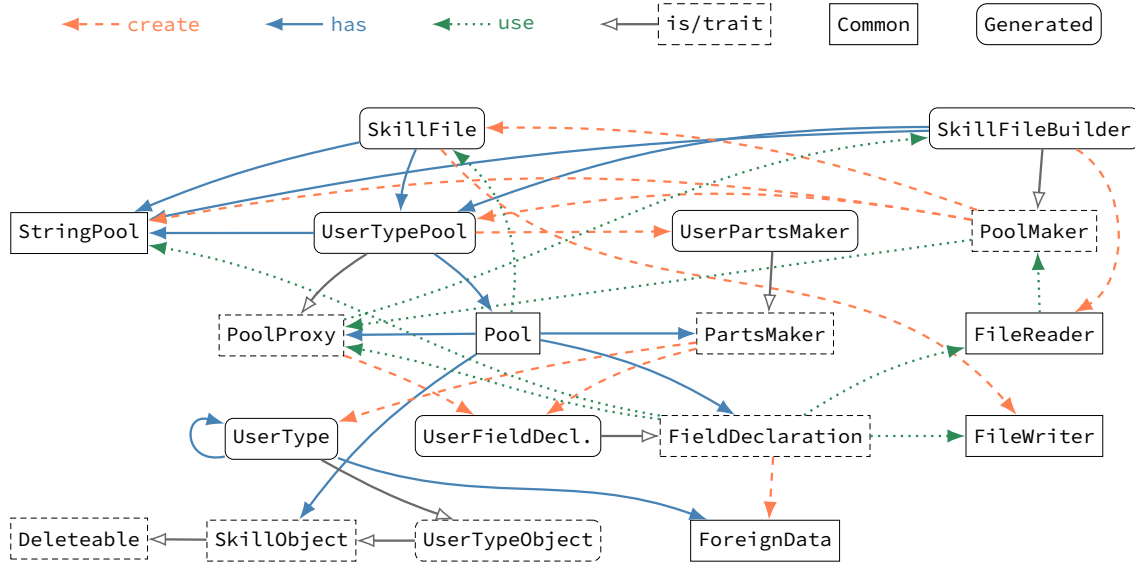 create has use is/trait Common Generated
SkillFile SkillFileBuilder
StringPool UserTypePool UserPartsMaker PoolMaker
PoolProxy Pool PartsMaker FileReader
UserType UserFieldDecl. FieldDeclaration FileWriter
Deleteable SkillObject UserTypeObject ForeignData